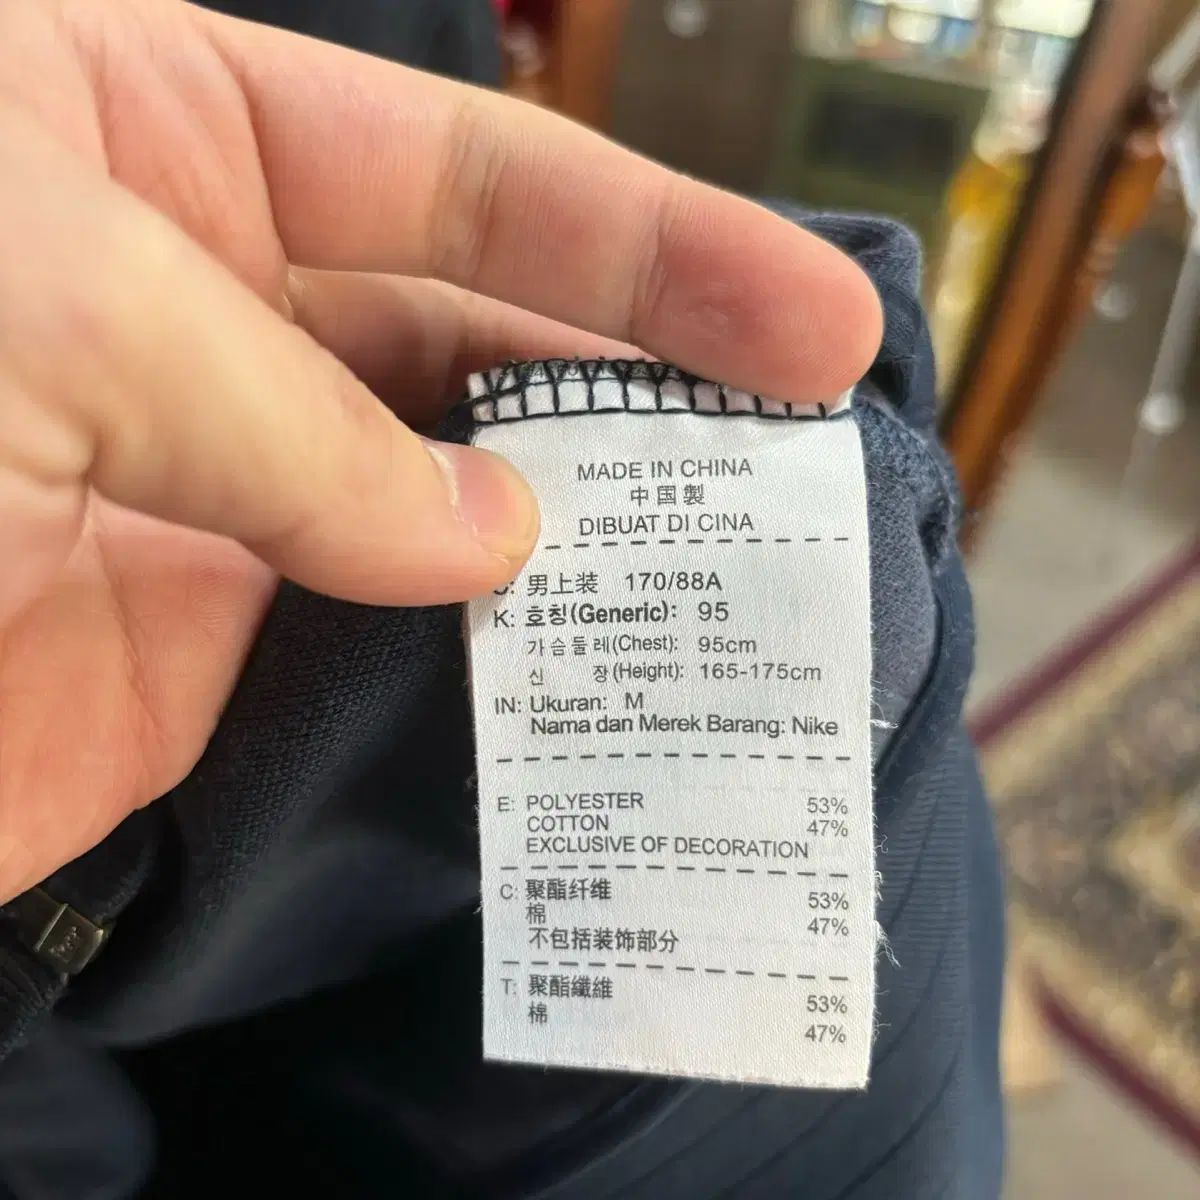 MADE IN CHINA
中国製
DIBUAT DI CINA
男上装 170/88A
K: 호칭(Generic): 95
가슴둘레(Chest): 95cm
신 장(Height): 165-175cm
IN: Ukuran: M
Nama dan Merek Barang: Nike
E: POLYESTER 53%
COTTON 47%
EXCLUSIVE OF DECORATION
C: 聚酯纤维 53%
棉 47%
不包括装饰部分
T: 聚酯纖維 53%
棉 47%